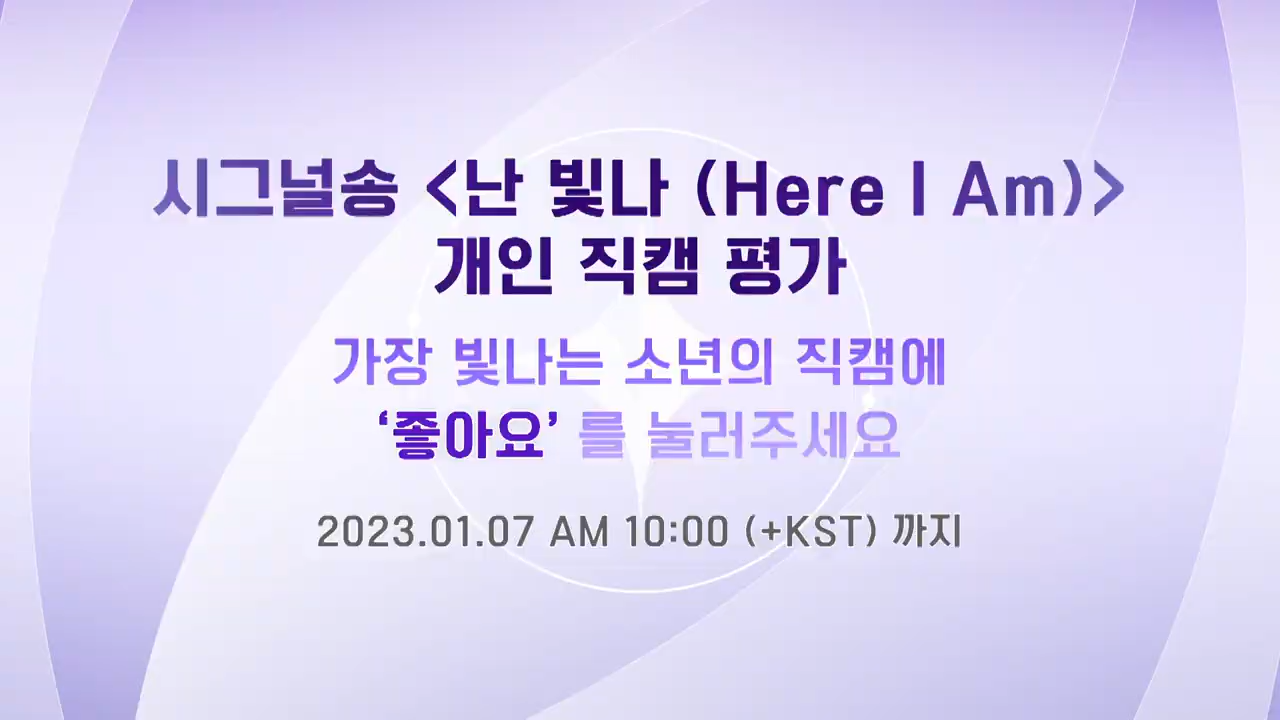 시그널송 <난 빛나 (Here I Am)>
개인 직캠 평가
가장 빛나는 소년의 직캠에
‘좋아요’ 를 눌러주세요
2023.01.07 AM 10:00 (+KST) 까지